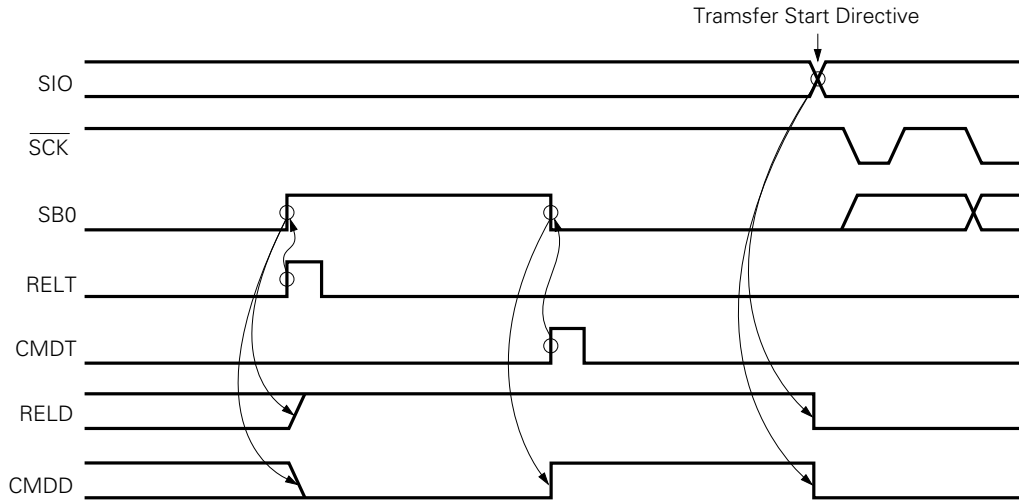 Tramsfer Start Directive
SIO
SCK
SB0
RELT
CMDT
RELD
CMDD